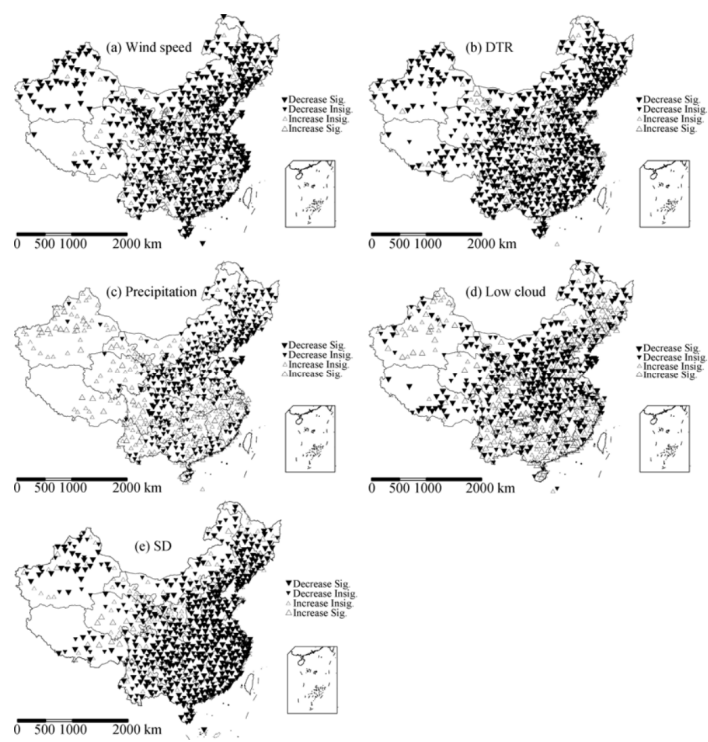 (a) Wind speed
Decrease Sig.
Decrease Insig.
Increase Insig.
Increase Sig.
0 500 1000 2000 km
(b) DTR
Decrease Sig.
Decrease Insig.
Increase Insig.
Increase Sig.
0 500 1000 2000 km
(c) Precipitation
Decrease Sig.
Decrease Insig.
Increase Insig.
Increase Sig.
0 500 1000 2000 km
(d) Low cloud
Decrease Sig.
Decrease Insig.
Increase Insig.
Increase Sig.
0 500 1000 2000 km
(e) SD
Decrease Sig.
Decrease Insig.
Increase Insig.
Increase Sig.
0 500 1000 2000 km